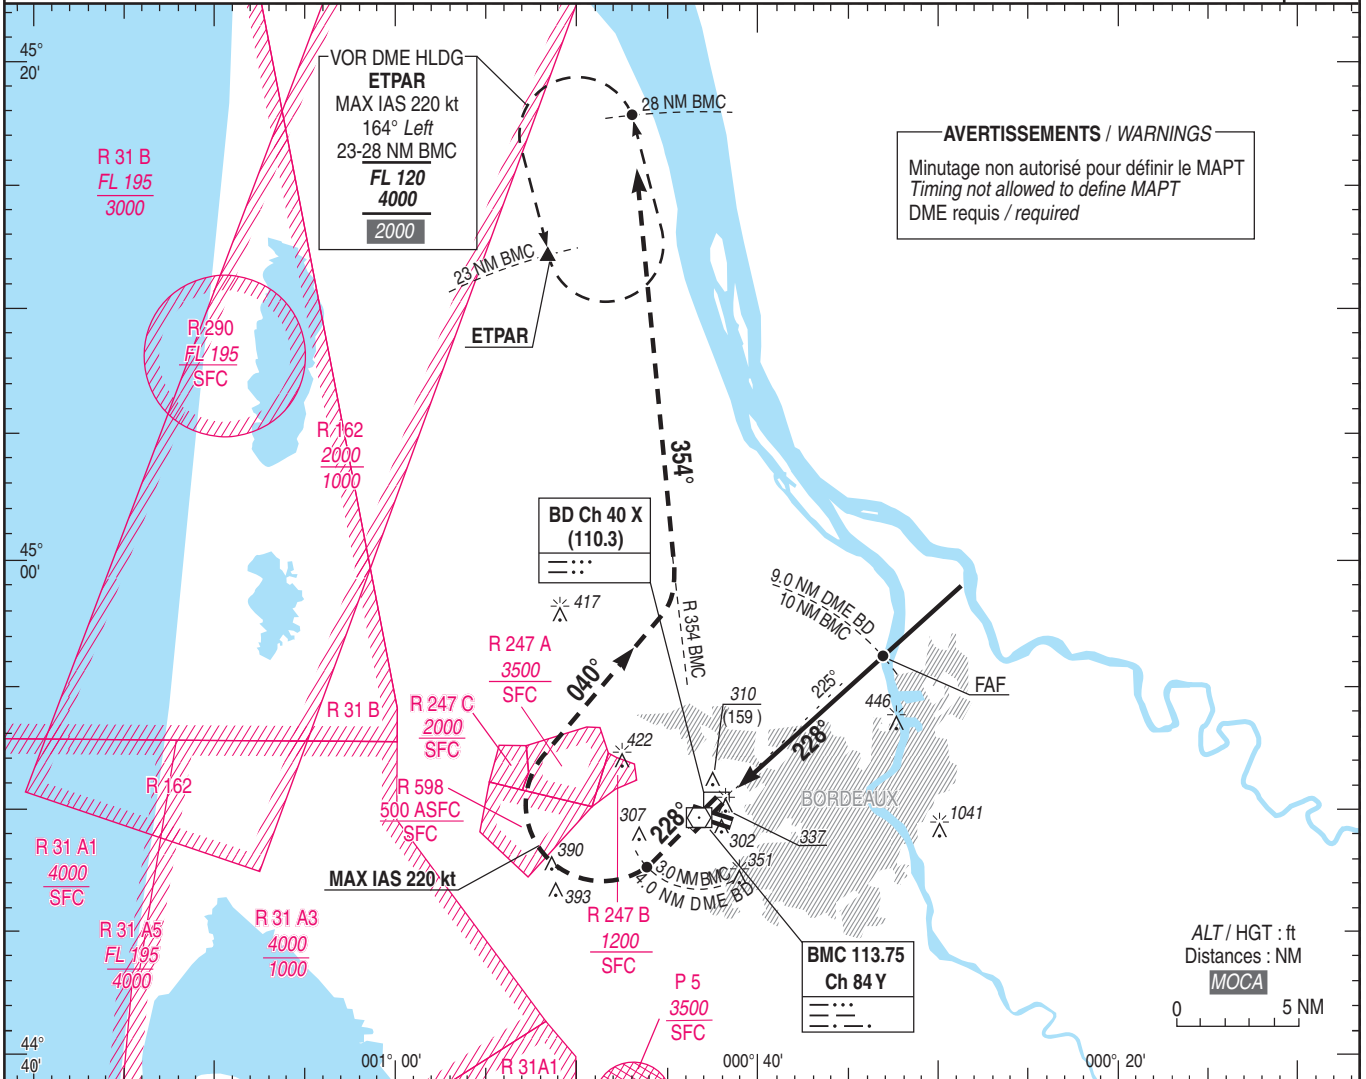 45°
20'
VOR DME HLDG
ETPAR
MAX IAS 220 kt
164° Left
23-28 NM BMC
FL 120
4000
2000
28 NM BMC
AVERTISSEMENTS / WARNINGS
Minutage non autorisé pour définir le MAPT
Timing not allowed to define MAPT
DME requis / required
R 31 B
FL 195
3000
23 NM BMC
ETPAR
R 290
FL 195
SFC
R 162
2000
1000
354°
BD Ch 40 X
(110.3)
45°
00'
417
R 354 BMC
9.0 NM DME BD
10 NM BMC
FAF
R 247 A
3500
SFC
040°
225°
228°
446
310
(159 )
R 247 C
2000
SFC
R 31 B
422
R 162
R 598
500 ASFC
SFC
BORDEAUX
1041
307
228°
302
337
R 31 A1
4000
SFC
390
351
3.0 NM BMC
4.0 NM DME BD
MAX IAS 220 kt
393
R 247 B
1200
SFC
R 31 A5
FL 195
4000
R 31 A3
4000
1000
BMC 113.75
Ch 84 Y
P 5
3500
SFC
ALT / HGT : ft
Distances : NM
MOCA
0 5 NM
44°
40'
001° 00'
000° 40'
000° 20'
R 31A1